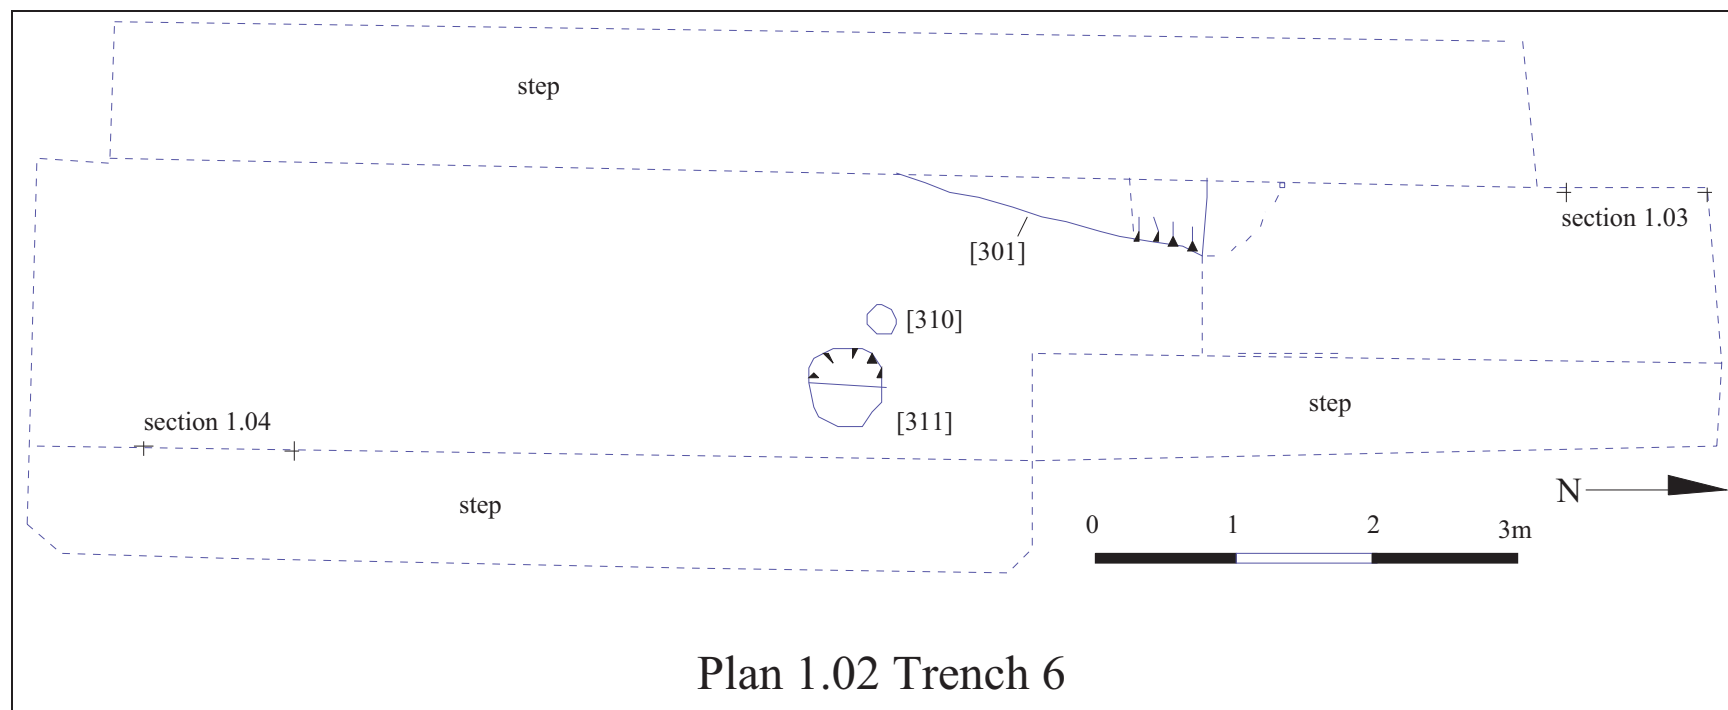 step
section 1.03
[301]
[310]
step
section 1.04
[311]
step
N
0 1 2 3m
Plan 1.02 Trench 6